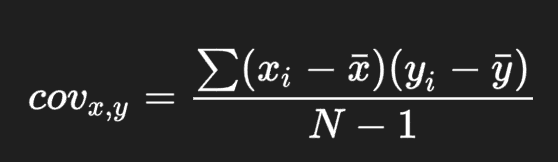 cov_{x,y} = \frac{\sum (x_i - \bar{x})(y_i - \bar{y})}{N - 1}